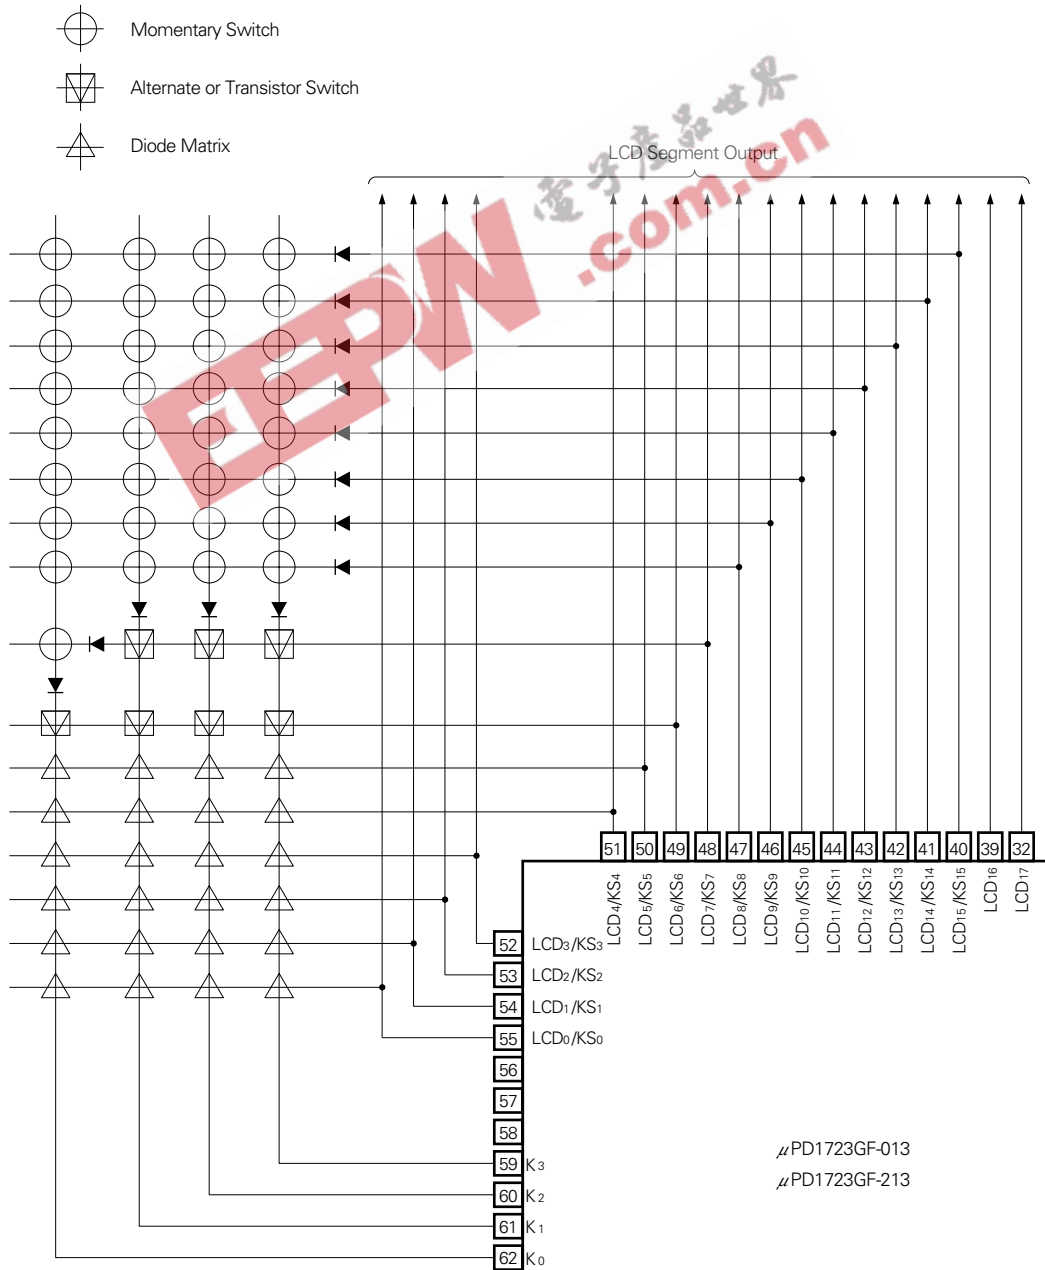 Momentary Switch
Alternate or Transistor Switch
Diode Matrix
電子產品世界
EEPW
.com.cn
LCD Segment Output
51 50 49 48 47 46 45 44 43 42 41 40 39 32
LCD4/KS4
LCD5/KS5
LCD6/KS6
LCD7/KS7
LCD8/KS8
LCD9/KS9
LCD10/KS10
LCD11/KS11
LCD12/KS12
LCD13/KS13
LCD14/KS14
LCD15/KS15
LCD16
LCD17
52 LCD3/KS3
53 LCD2/KS2
54 LCD1/KS1
55 LCD0/KS0
56
57
58
59 K3
60 K2
61 K1
62 K0
μPD1723GF-013
μPD1723GF-213